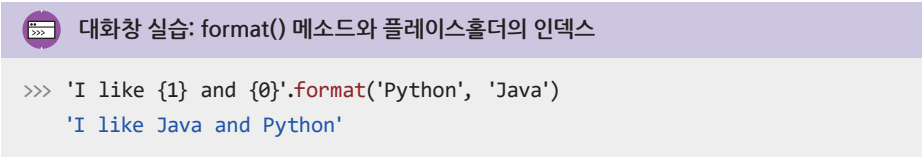 대화창 실습: format() 메소드와 플레이스홀더의 인덱스
>>> 'I like {1} and {0}'.format('Python', 'Java')
'I like Java and Python'